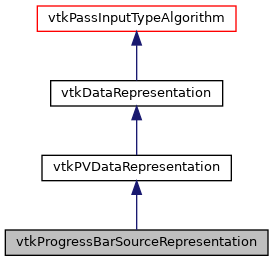 vtkPassInputTypeAlgorithm
vtkDataRepresentation
vtkPVDataRepresentation
vtkProgressBarSourceRepresentation